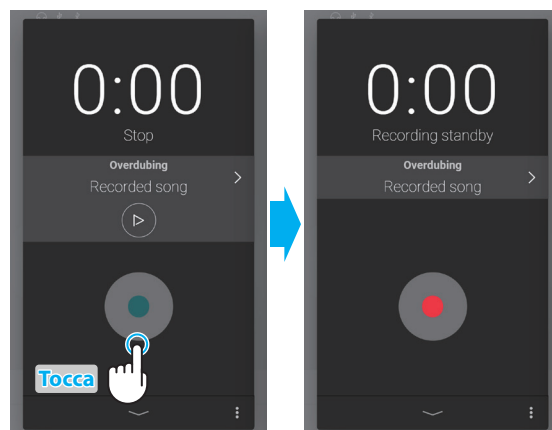 0:00
Stop
Overdubing
Recorded song
Tocca
0:00
Recording standby
Overdubing
Recorded song